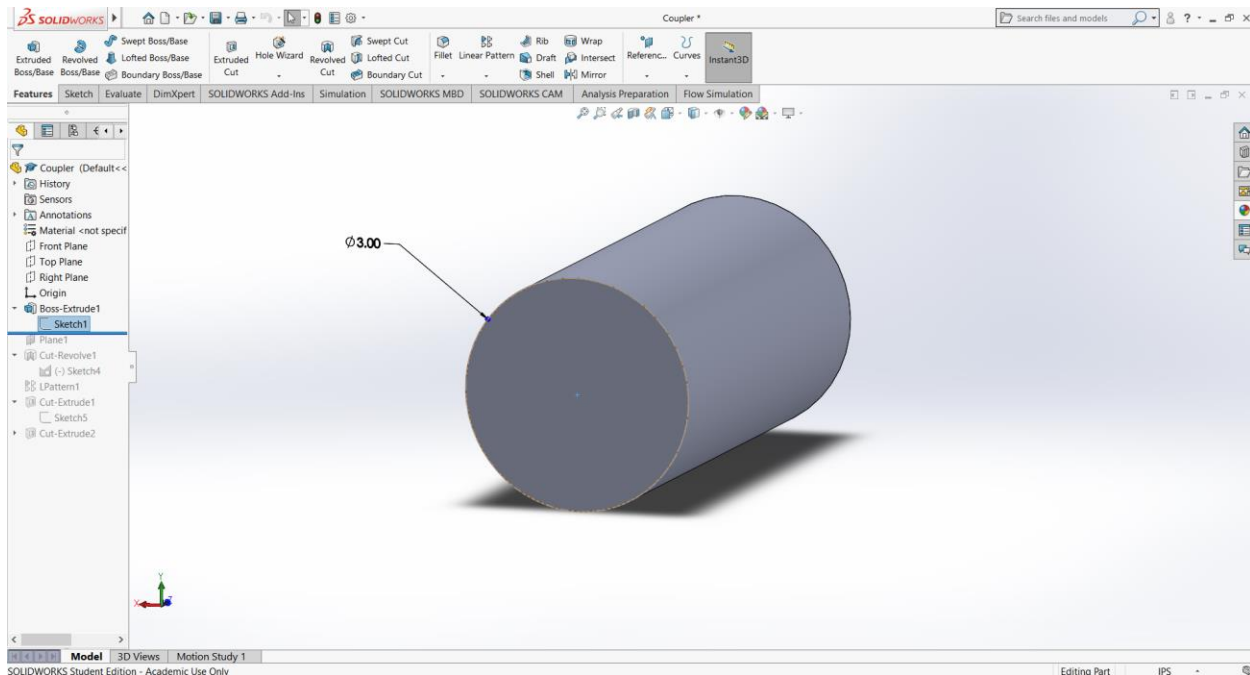 SOLIDWORKS
Coupler *
Search files and models
Extruded Boss/Base
Revolved Boss/Base
Swept Boss/Base
Lofted Boss/Base
Boundary Boss/Base
Extruded Cut
Hole Wizard
Revolved Cut
Swept Cut
Lofted Cut
Boundary Cut
Fillet
Linear Pattern
Rib
Draft
Shell
Wrap
Intersect
Mirror
Referenc...
Curves
Instant3D
Features Sketch Evaluate DimXpert SOLIDWORKS Add-Ins Simulation SOLIDWORKS MBD SOLIDWORKS CAM Analysis Preparation Flow Simulation
Coupler (Default<<
History
Sensors
Annotations
Material <not specif
Front Plane
Top Plane
Right Plane
Origin
Boss-Extrude1
Sketch1
Plane1
Cut-Revolve1
(-) Sketch4
LPattern1
Cut-Extrude1
Sketch5
Cut-Extrude2
∅3.00
Y
X
Z
Model 3D Views Motion Study 1
SOLIDWORKS Student Edition - Academic Use Only
Editing Part IPS -